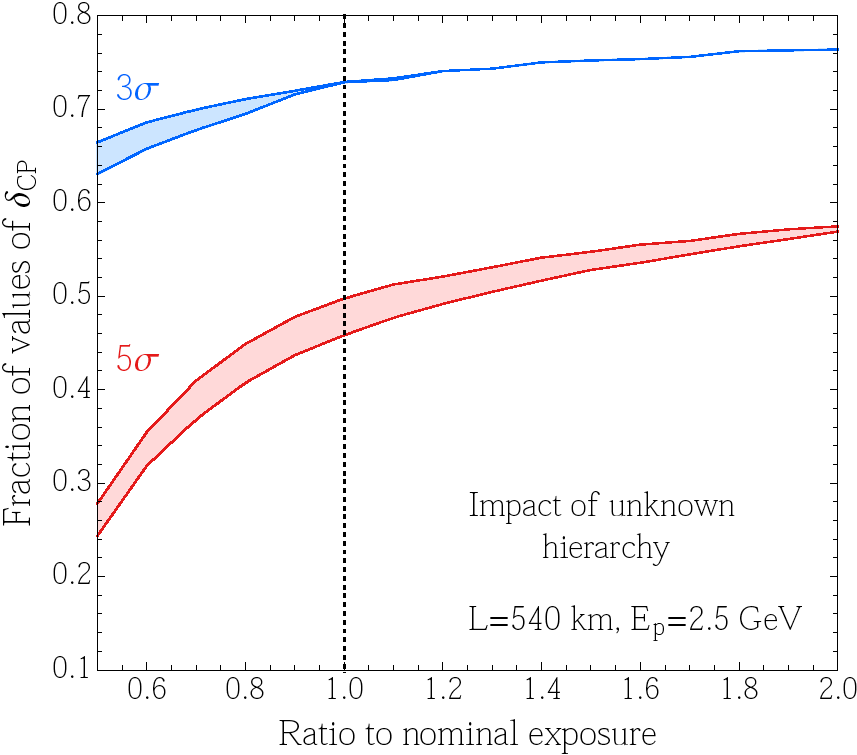 0.8
0.7
0.6
0.5
0.4
0.3
0.2
0.1
Fraction of values of δCP
3σ
5σ
Impact of unknown
hierarchy
L=540 km, Ep=2.5 GeV
0.6 0.8 1.0 1.2 1.4 1.6 1.8 2.0
Ratio to nominal exposure